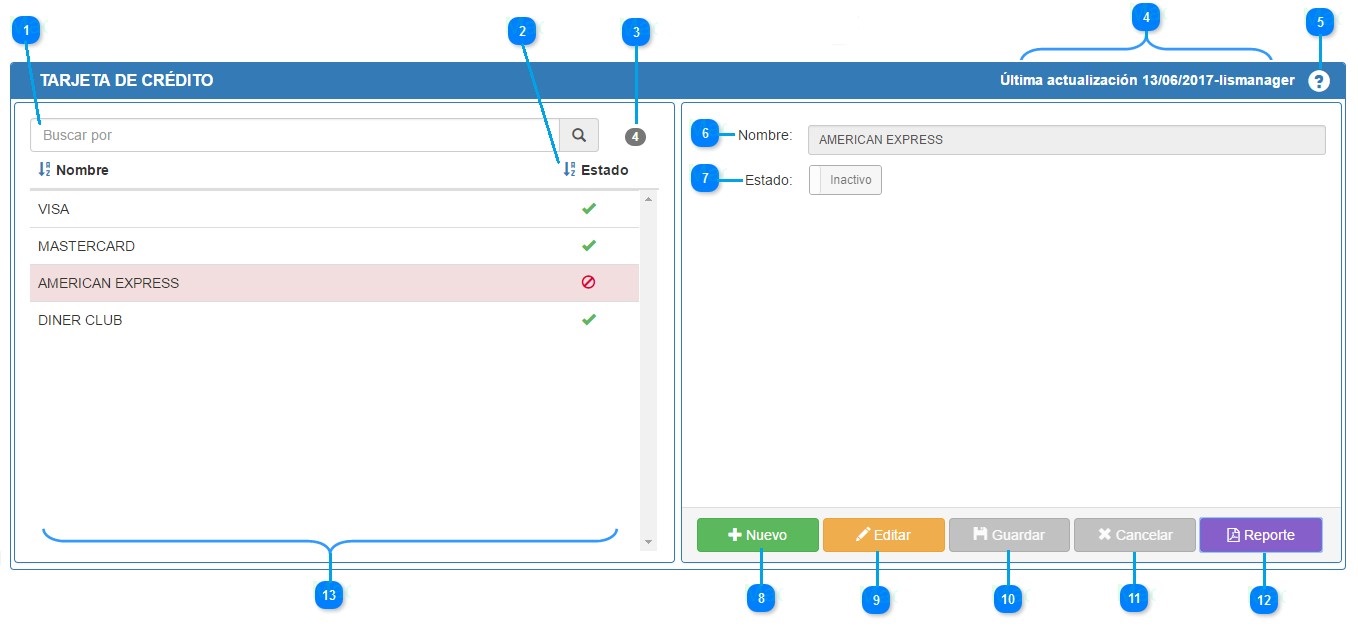 1
2
3
4
5
TARJETA DE CRÉDITO
Última actualización 13/06/2017-lismanager
?
Buscar por
4
Nombre
Estado
VISA
MASTERCARD
AMERICAN EXPRESS
DINER CLUB
13
6
Nombre:
AMERICAN EXPRESS
7
Estado:
Inactivo
Nuevo
Editar
Guardar
Cancelar
Reporte
8
9
10
11
12